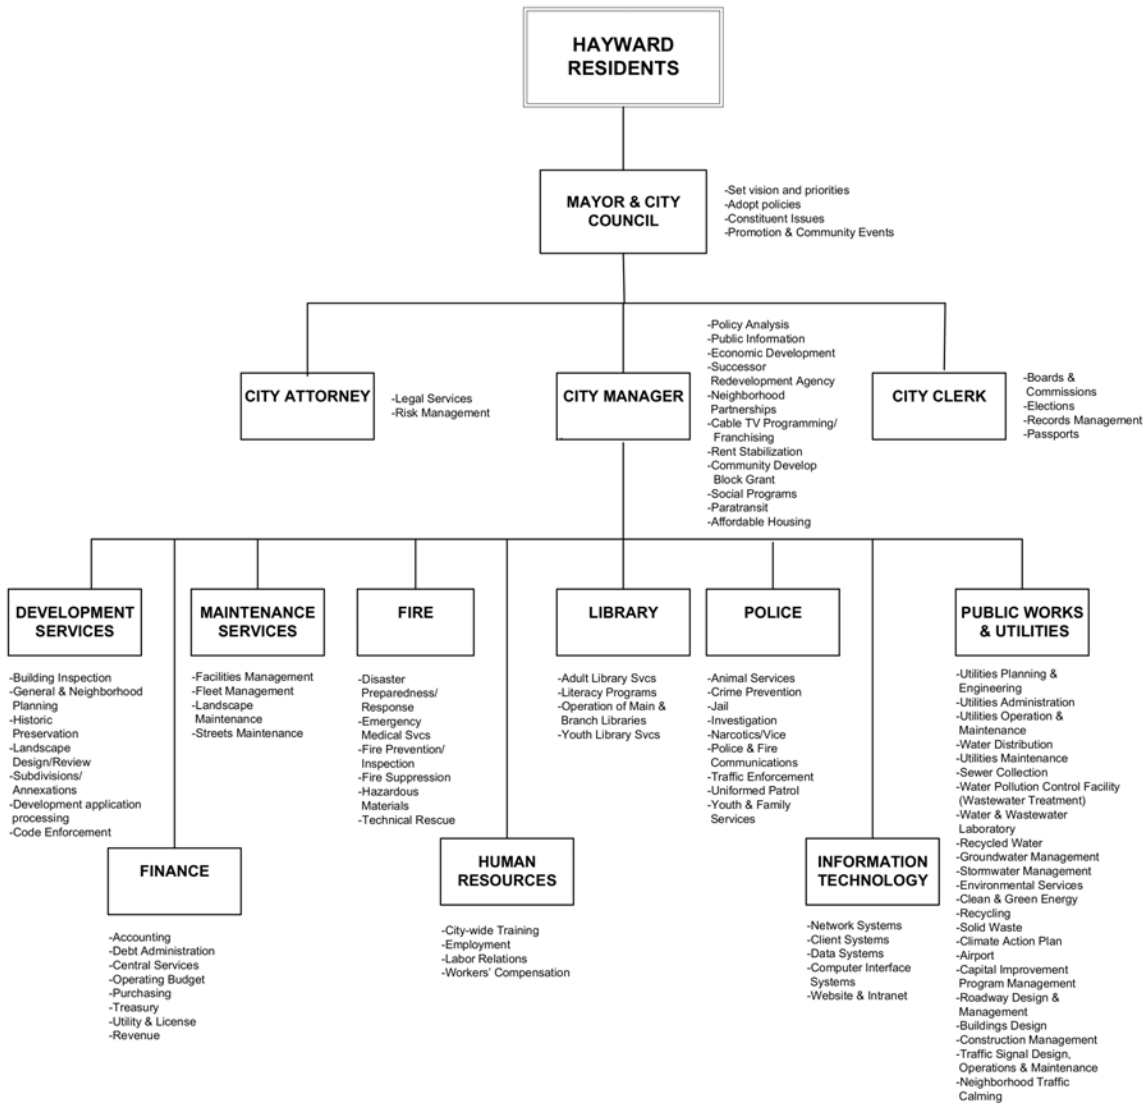 HAYWARD
RESIDENTS
MAYOR & CITY
COUNCIL
-Set vision and priorities
-Adopt policies
-Constituent Issues
-Promotion & Community Events
CITY ATTORNEY
-Legal Services
-Risk Management
CITY MANAGER
-Policy Analysis
-Public Information
-Economic Development
-Successor
Redevelopment Agency
-Neighborhood
Partnerships
-Cable TV Programming/
Franchising
-Rent Stabilization
-Community Develop
Block Grant
-Social Programs
-Paratransit
-Affordable Housing
CITY CLERK
-Boards &
Commissions
-Elections
-Records Management
-Passports
DEVELOPMENT
SERVICES
-Building Inspection
-General & Neighborhood
Planning
-Historic
Preservation
-Landscape
Design/Review
-Subdivisions/
Annexations
-Development application
processing
-Code Enforcement
MAINTENANCE
SERVICES
-Facilities Management
-Fleet Management
-Landscape
Maintenance
-Streets Maintenance
FIRE
-Disaster
Preparedness/
Response
-Emergency
Medical Svcs
-Fire Prevention/
Inspection
-Fire Suppression
-Hazardous
Materials
-Technical Rescue
LIBRARY
-Adult Library Svcs
-Literacy Programs
-Operation of Main &
Branch Libraries
-Youth Library Svcs
POLICE
-Animal Services
-Crime Prevention
-Jail
-Investigation
-Narcotics/Vice
-Police & Fire
Communications
-Traffic Enforcement
-Uniformed Patrol
-Youth & Family
Services
PUBLIC WORKS
& UTILITIES
-Utilities Planning &
Engineering
-Utilities Administration
-Utilities Operation &
Maintenance
-Water Distribution
-Utilities Maintenance
-Sewer Collection
-Water Pollution Control Facility
(Wastewater Treatment)
-Water & Wastewater
Laboratory
-Recycled Water
-Groundwater Management
-Stormwater Management
-Environmental Services
-Clean & Green Energy
-Recycling
-Solid Waste
-Climate Action Plan
-Airport
-Capital Improvement
Program Management
-Roadway Design &
Management
-Buildings Design
-Construction Management
-Traffic Signal Design,
Operations & Maintenance
-Neighborhood Traffic
Calming
FINANCE
-Accounting
-Debt Administration
-Central Services
-Operating Budget
-Purchasing
-Treasury
-Utility & License
-Revenue
HUMAN
RESOURCES
-City-wide Training
-Employment
-Labor Relations
-Workers' Compensation
INFORMATION
TECHNOLOGY
-Network Systems
-Client Systems
-Data Systems
-Computer Interface
Systems
-Website & Intranet